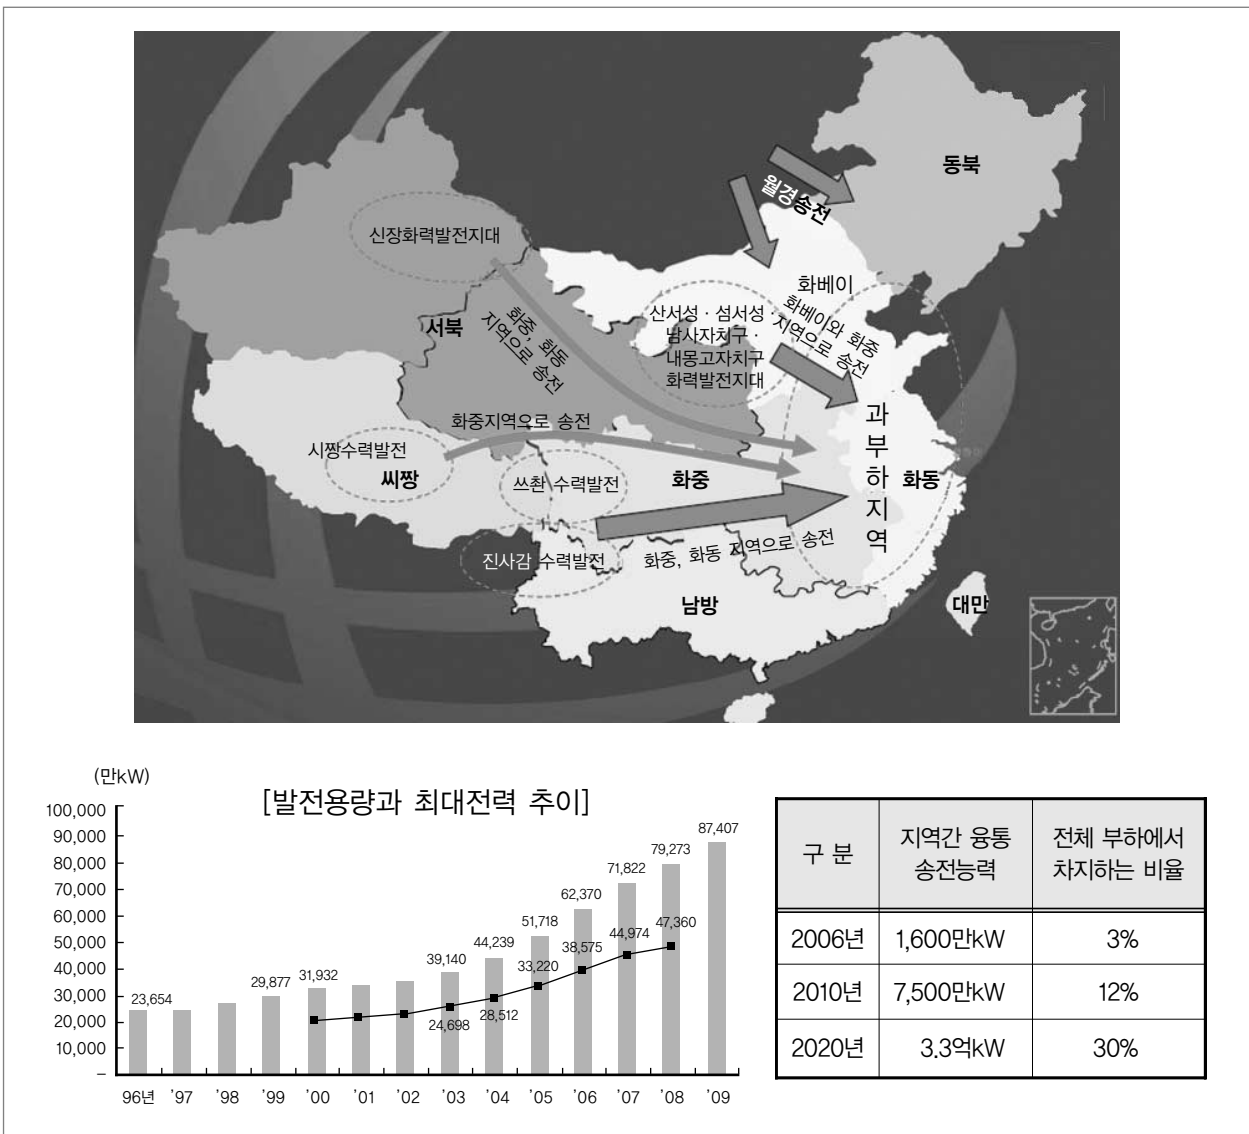 동북
월경송전
신장화력발전지대
화베이
산서성 · 섬서성 ·
남사자치구 ·
내몽고자치구
화력발전지대
화베이와 화중
지역으로 송전
서북
화중, 화동
지역으로 송전
화중지역으로 송전
과부하지역
시짱수력발전
씨짱
쓰촨 수력발전
화중
화동
진사감 수력발전
화중, 화동 지역으로 송전
남방
대만
(만kW)
[발전용량과 최대전력 추이]
100,000
90,000
80,000
70,000
60,000
50,000
40,000
30,000
20,000
10,000
–
23,654
29,877
31,932
39,140
44,239
51,718
62,370
71,822
79,273
87,407
24,698
28,512
33,220
38,575
44,974
47,360
96년 '97 '98 '99 '00 '01 '02 '03 '04 '05 '06 '07 '08 '09
구 분 지역간 융통 송전능력 전체 부하에서 차지하는 비율
2006년 1,600만kW 3%
2010년 7,500만kW 12%
2020년 3.3억kW 30%